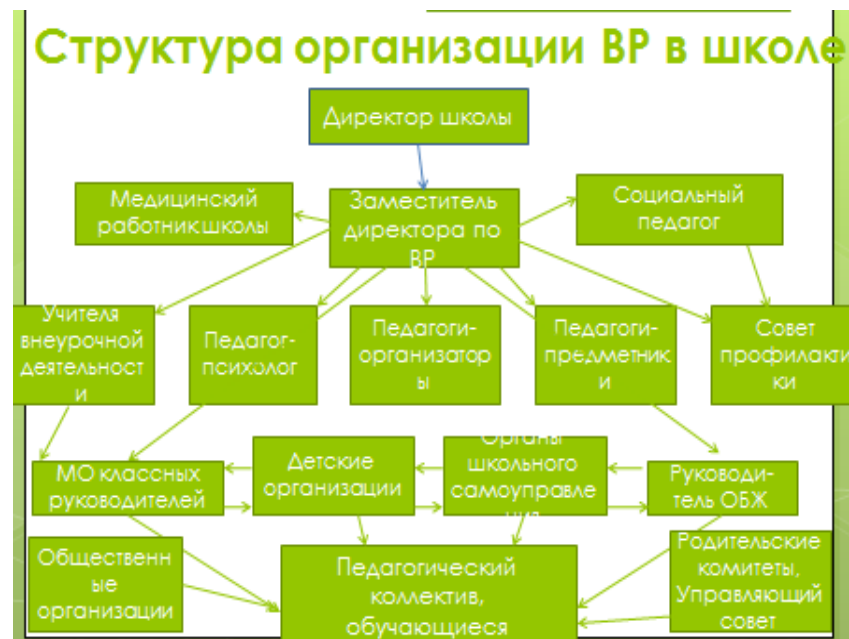 Структура организации ВР в школе
Директор школы
Медицинский
работник школы
Заместитель
директора по
ВР
Социальный
педагог
Учителя
внеурочной
деятельност
и
Педагог-
психолог
Педагоги-
организатор
ы
Педагоги-
предметник
и
Совет
профилакти
ки
МО классных
руководителей
Детские
организации
Органы
школьного
самоуправле
ния
Руководи-
тель ОБЖ
Общественн
ые
организации
Педагогический
коллектив,
обучающиеся
Родительские
комитеты,
Управляющий
совет